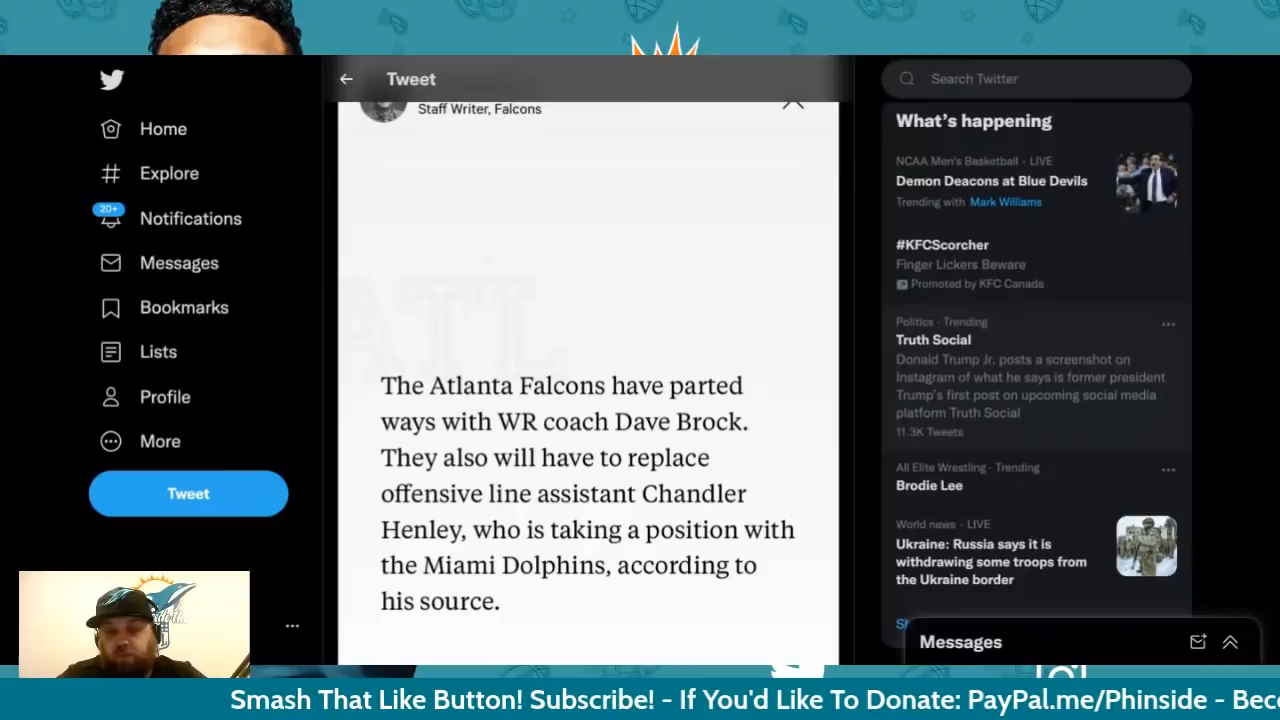 Home
Explore
20+
Notifications
Messages
Bookmarks
Lists
Profile
More
Tweet
Tweet
Staff Writer, Falcons
ATL
The Atlanta Falcons have parted
ways with WR coach Dave Brock.
They also will have to replace
offensive line assistant Chandler
Henley, who is taking a position with
the Miami Dolphins, according to
his source.
Search Twitter
What's happening
NCAA Men's Basketball · LIVE
Demon Deacons at Blue Devils
Trending with Mark Williams
#KFCScorcher
Finger Lickers Beware
Promoted by KFC Canada
Politics · Trending
Truth Social
Donald Trump Jr. posts a screenshot on
Instagram of what he says is former president
Trump's first post on upcoming social media
platform Truth Social
11.3K Tweets
All Elite Wrestling · Trending
Brodie Lee
World news · LIVE
Ukraine: Russia says it is
withdrawing some troops from
the Ukraine border
Messages
Smash That Like Button! Subscribe! - If You'd Like To Donate: PayPal.me/Phinside - Bec